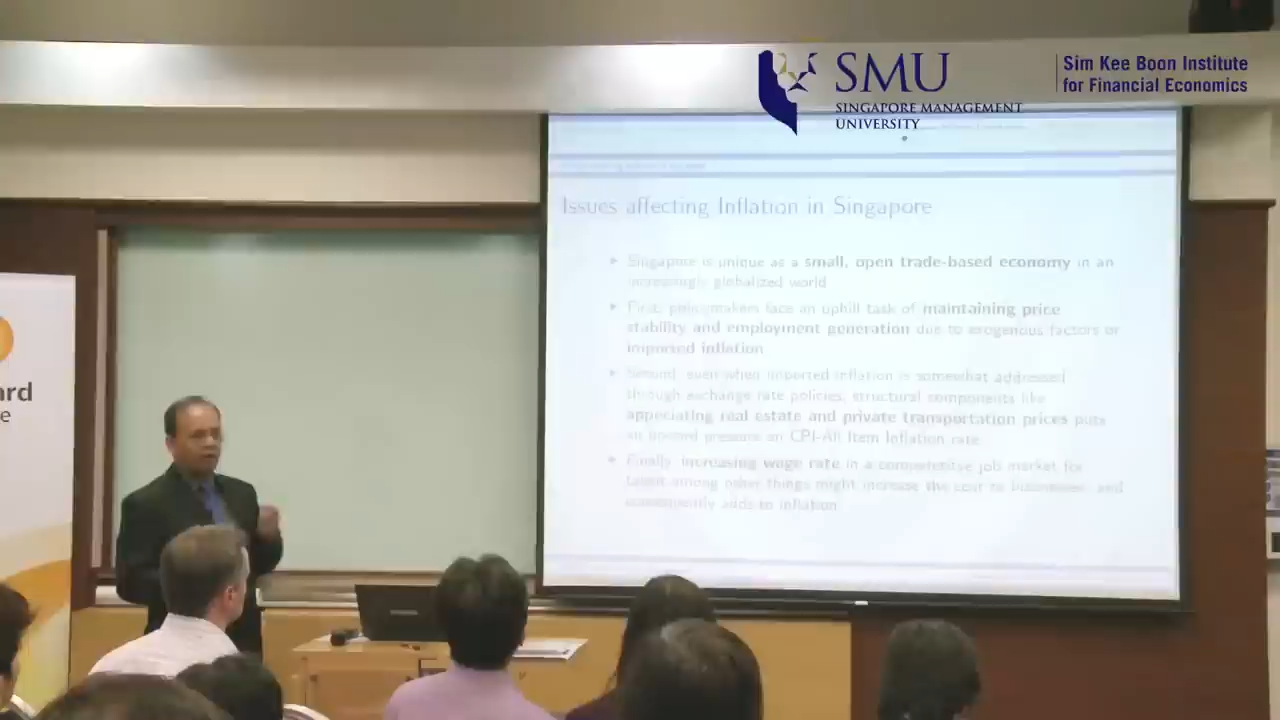 SMU
SINGAPORE MANAGEMENT
UNIVERSITY
Sim Kee Boon Institute
for Financial Economics
Issues affecting Inflation in Singapore
Singapore is unique as a small, open trade-based economy in an
increasingly globalized world
First, policymakers face an uphill task of maintaining price
stability and employment generation due to exogenous factors or
imported inflation
Second, even when imported inflation is somewhat addressed
through exchange rate policies, structural components like
appeciating real estate and private transportation prices puts
an upward pressure on CPI-All Item Inflation rate
Finally, increasing wage rate in a competitive job market for
talent among other things might increase the cost to businesses, and
consequently adds to inflation
ard
e